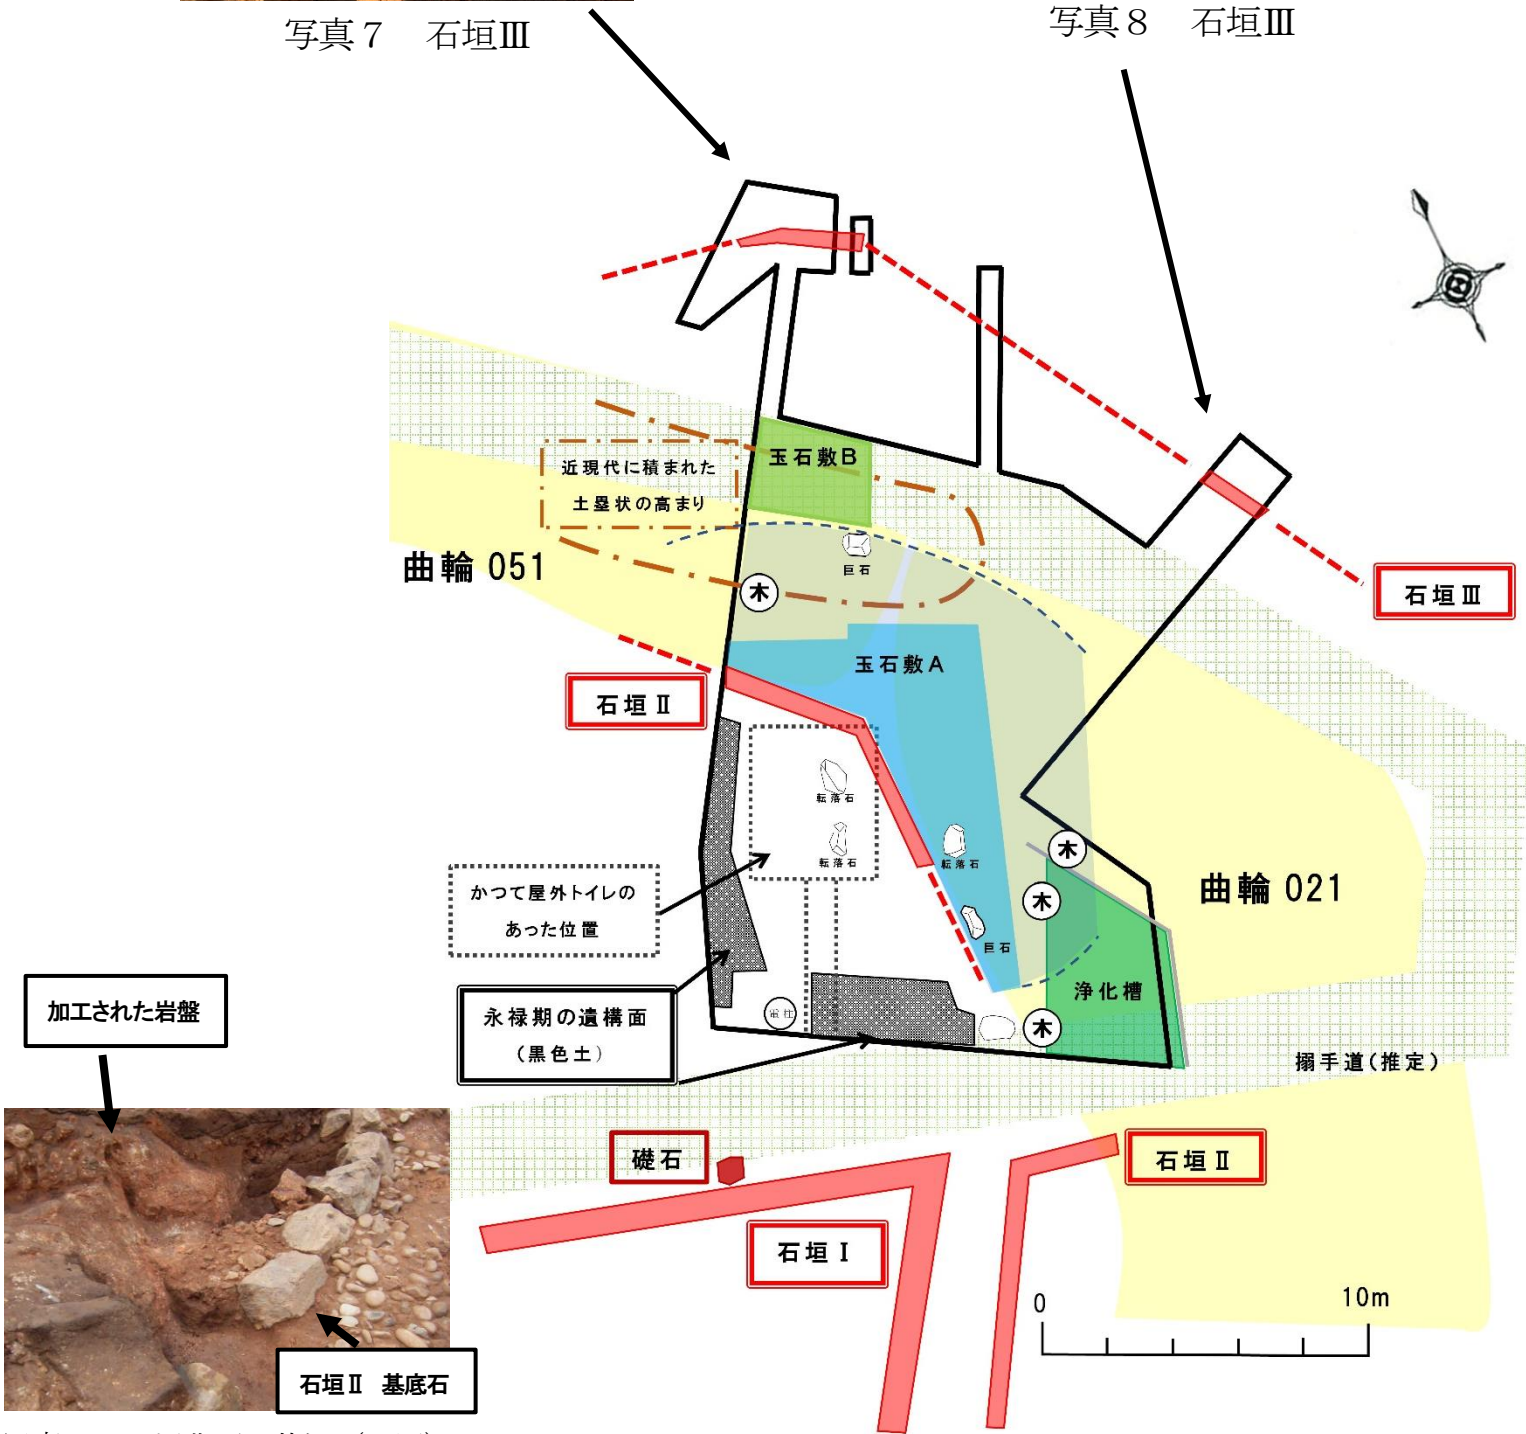 写真７　石垣Ⅲ
写真８　石垣Ⅲ
玉石敷B
近現代に積まれた
土塁状の高まり
巨石
曲輪 051
木
石垣Ⅲ
玉石敷A
石垣Ⅱ
転落石
転落石
転落石
木
かつて屋外トイレの
あった位置
木
曲輪 021
巨石
浄化槽
加工された岩盤
永禄期の遺構面
（黒色土）
電柱
木
搦手道(推定)
礎石
石垣Ⅱ
石垣Ⅰ
0
10m
石垣Ⅱ　基底石